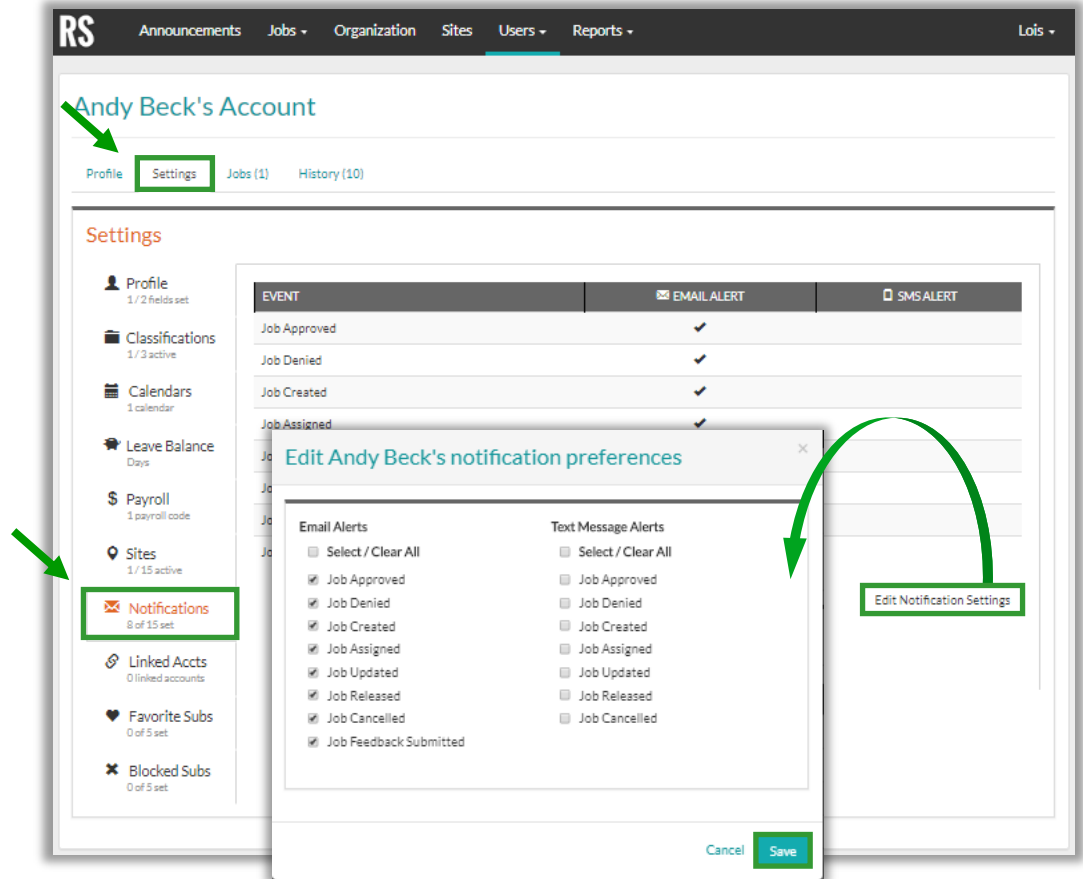 RS Announcements Jobs Organization Sites Users Reports Lois
Andy Beck's Account
Profile Settings Jobs (1) History (10)
Settings
Profile
1 / 2 fields set
Classifications
1 / 3 active
Calendars
1 calendar
Leave Balance
Days
$ Payroll
1 payroll code
Sites
1 / 15 active
Notifications
8 of 15 set
Linked Accts
0 linked accounts
Favorite Subs
0 of 5 set
Blocked Subs
0 of 5 set
EVENT EMAIL ALERT SMS ALERT
Job Approved
Job Denied
Job Created
Job Assigned
Jo
Jo
Jo
Jo
Edit Notification Settings
Edit Andy Beck's notification preferences ×
Email Alerts
Select / Clear All
Job Approved
Job Denied
Job Created
Job Assigned
Job Updated
Job Released
Job Cancelled
Job Feedback Submitted
Text Message Alerts
Select / Clear All
Job Approved
Job Denied
Job Created
Job Assigned
Job Updated
Job Released
Job Cancelled
Cancel Save